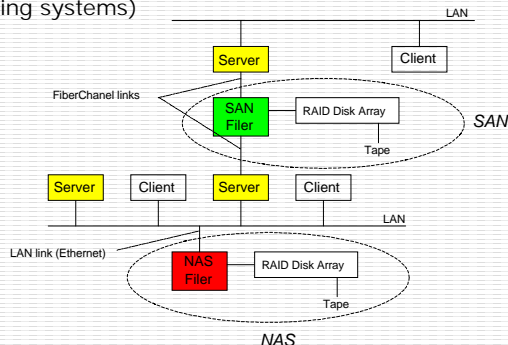 ing systems)
LAN
Server
Client
FiberChanel links
SAN
Filer
RAID Disk Array
SAN
Tape
Server
Client
Server
Client
LAN
LAN link (Ethernet)
NAS
Filer
RAID Disk Array
Tape
NAS